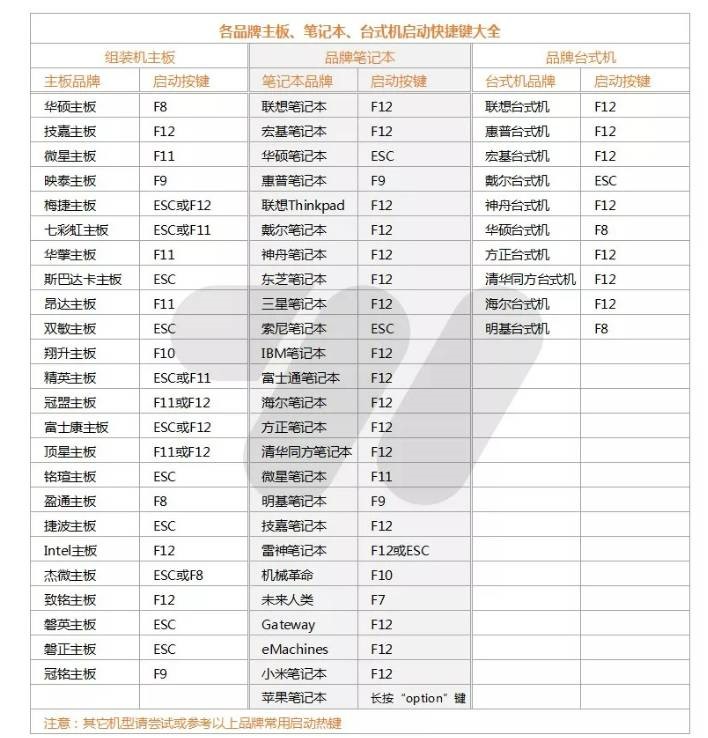 各品牌主板、笔记本、台式机启动快捷键大全
组装机主板 品牌笔记本 品牌台式机
主板品牌 启动按键 笔记本品牌 启动按键 台式机品牌 启动按键
华硕主板 F8 联想笔记本 F12 联想台式机 F12
技嘉主板 F12 宏基笔记本 F12 惠普台式机 F12
微星主板 F11 华硕笔记本 ESC 宏基台式机 F12
映泰主板 F9 惠普笔记本 F9 戴尔台式机 ESC
梅捷主板 ESC或F12 联想Thinkpad F12 神舟台式机 F12
七彩虹主板 ESC或F11 戴尔笔记本 F12 华硕台式机 F8
华擎主板 F11 神舟笔记本 F12 方正台式机 F12
斯巴达卡主板 ESC 东芝笔记本 F12 清华同方台式机 F12
昂达主板 F11 三星笔记本 F12 海尔台式机 F12
双敏主板 ESC 索尼笔记本 ESC 明基台式机 F8
翔升主板 F10 IBM笔记本 F12
精英主板 ESC或F11 富士通笔记本 F12
冠盟主板 F11或F12 海尔笔记本 F12
富士康主板 ESC或F12 方正笔记本 F12
顶星主板 F11或F12 清华同方笔记本 F12
铭瑄主板 ESC 微星笔记本 F11
盈通主板 F8 明基笔记本 F9
捷波主板 ESC 技嘉笔记本 F12
Intel主板 F12 雷神笔记本 F12或ESC
杰微主板 ESC或F8 机械革命 F10
致铭主板 F12 未来人类 F7
磐英主板 ESC Gateway F12
磐正主板 ESC eMachines F12
冠铭主板 F9 小米笔记本 F12
苹果笔记本 长按“option”键
注意：其它机型请尝试或参考以上品牌常用启动热键